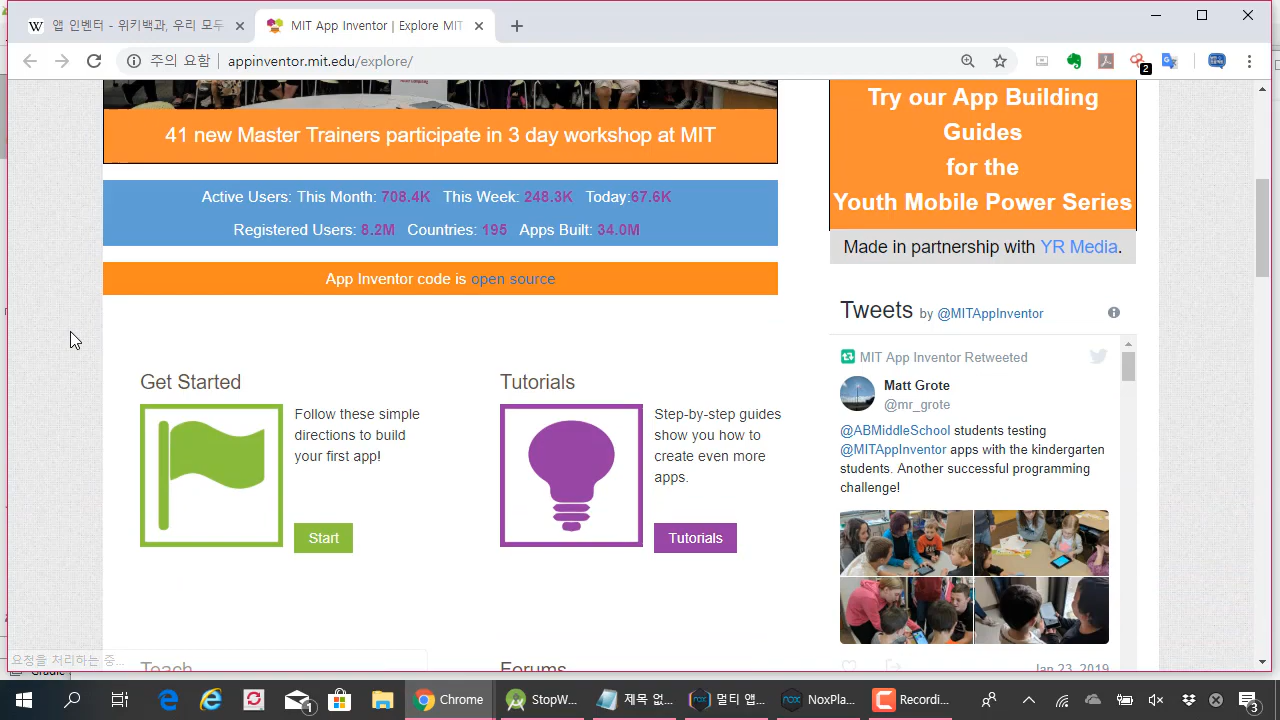 앱 인벤터 - 위키백과, 우리 모두
MIT App Inventor | Explore MIT
주의 요함
appinventor.mit.edu/explore/
2
41 new Master Trainers participate in 3 day workshop at MIT
Active Users: This Month: 708.4K This Week: 248.3K Today:67.6K
Registered Users: 8.2M Countries: 195 Apps Built: 34.0M
App Inventor code is open source
Get Started
Follow these simple
directions to build
your first app!
Start
Tutorials
Step-by-step guides
show you how to
create even more
apps.
Tutorials
Teach
Forums
Try our App Building
Guides
for the
Youth Mobile Power Series
Made in partnership with YR Media.
Tweets by @MITAppInventor
MIT App Inventor Retweeted
Matt Grote
@mr_grote
@ABMiddleSchool students testing
@MITAppInventor apps with the kindergarten
students. Another successful programming
challenge!
Jan 23, 2019
요청을 처리하는 중...
1
Chrome
StopW...
제목 없...
멀티 앱...
NoxPla...
Recordi...
3